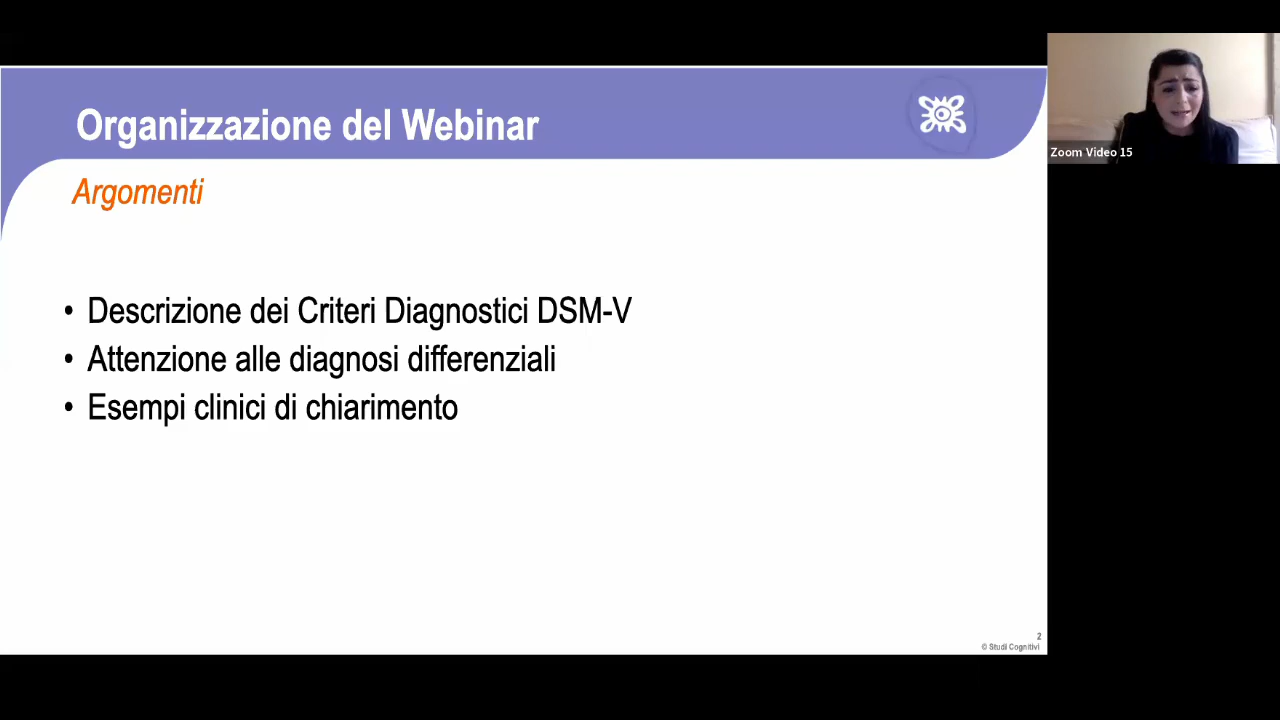 Organizzazione del Webinar
Argomenti
• Descrizione dei Criteri Diagnostici DSM-V
• Attenzione alle diagnosi differenziali
• Esempi clinici di chiarimento
2
© Studi Cognitivi
Zoom Video 15